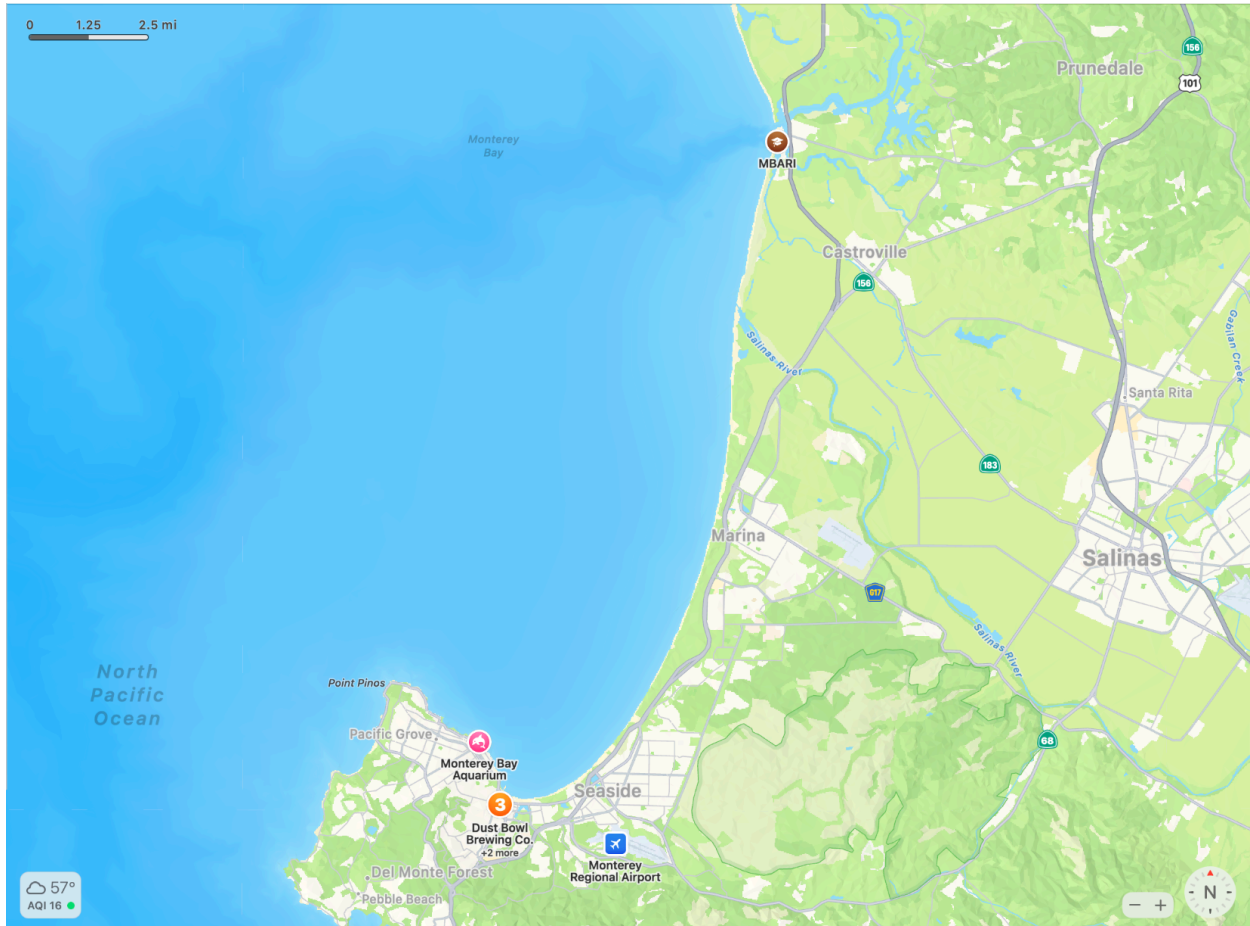 0 1.25 2.5 mi
156
Prunedale
101
Monterey
Bay
MBARI
Castroville
156
Gabilan Creek
Salinas River
Santa Rita
183
Marina
Salinas
G17
Salinas River
North
Pacific
Ocean
Point Pinos
Pacific Grove
68
Monterey Bay
Aquarium
Seaside
3
Dust Bowl
Brewing Co.
+2 more
Monterey
Regional Airport
Del Monte Forest
Pebble Beach
57°
AQI 16
− +
N